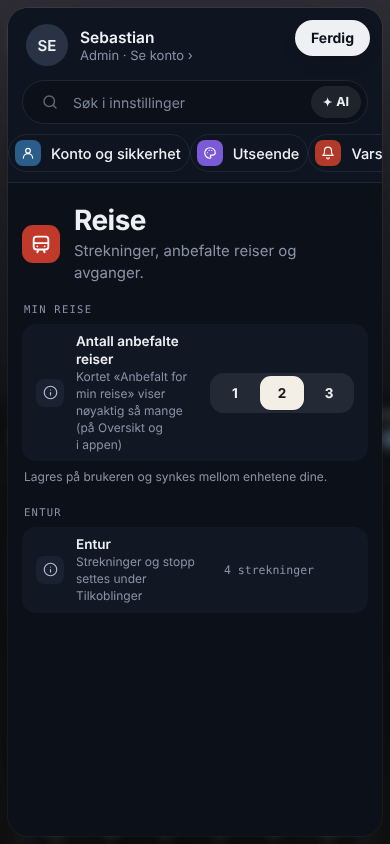 SE
Sebastian
Admin · Se konto ›
Ferdig
Søk i innstillinger
AI
Konto og sikkerhet
Utseende
Vars
Reise
Strekninger, anbefalte reiser og
avganger.
MIN REISE
Antall anbefalte
reiser
Kortet «Anbefalt for
min reise» viser
nøyaktig så mange
(på Oversikt og
i appen)
1 2 3
Lagres på brukeren og synkes mellom enhetene dine.
ENTUR
Entur
Strekninger og stopp
settes under
Tilkoblinger
4 strekninger